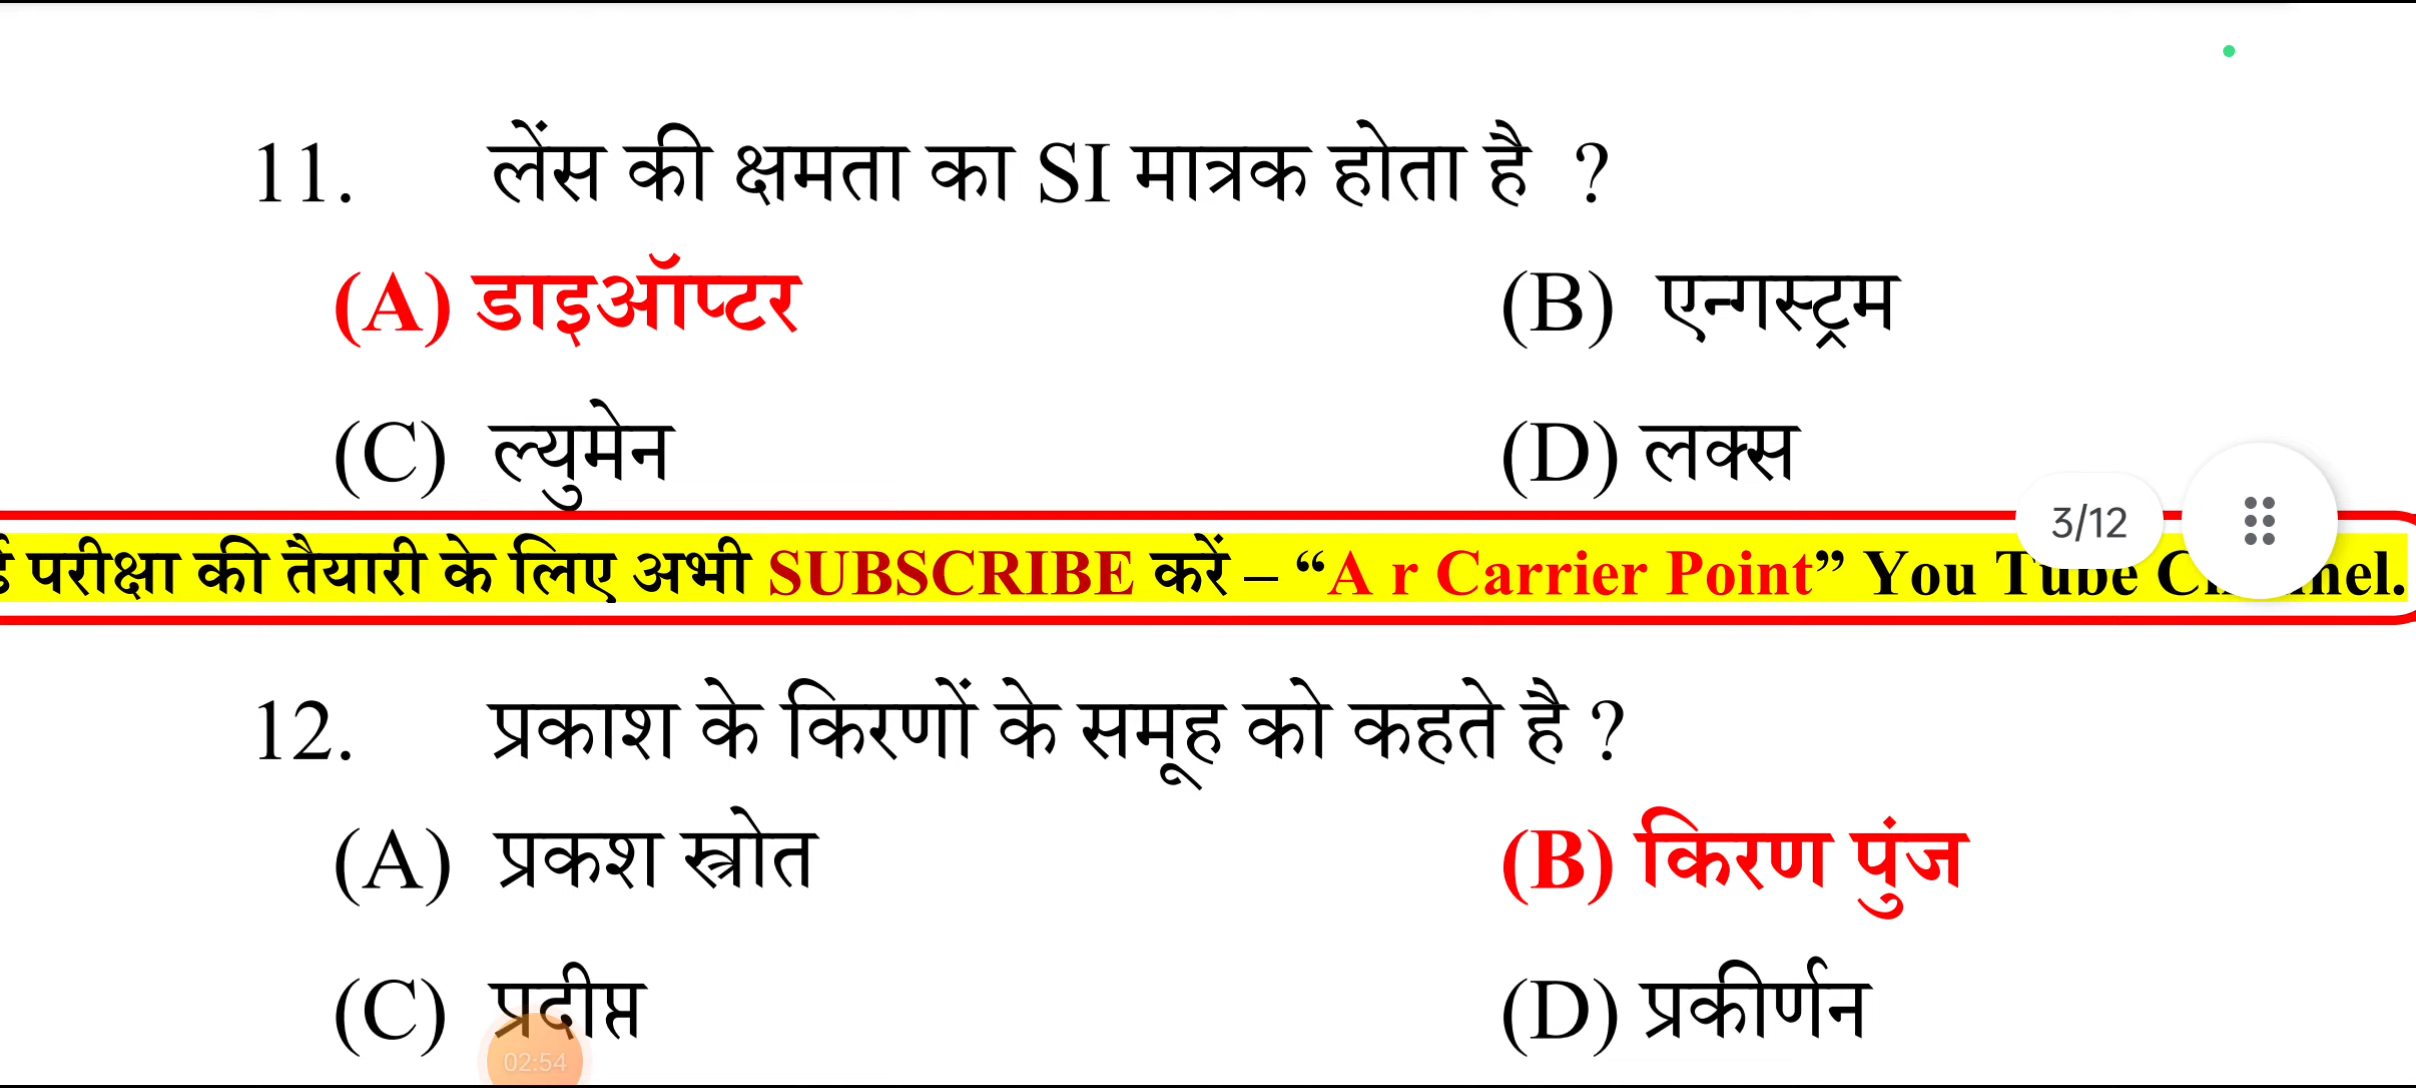 11. लेंस की क्षमता का SI मात्रक होता है ?
(A) डाइऑप्टर (B) एन्गस्ट्रम
(C) ल्युमेन (D) लक्स
3/12
परीक्षा की तैयारी के लिए अभी SUBSCRIBE करें – “A r Carrier Point” You Tube
12. प्रकाश के किरणों के समूह को कहते है ?
(A) प्रकश स्त्रोत (B) किरण पुंज
(C) प्रदीप्त (D) प्रकीर्णन
02:54